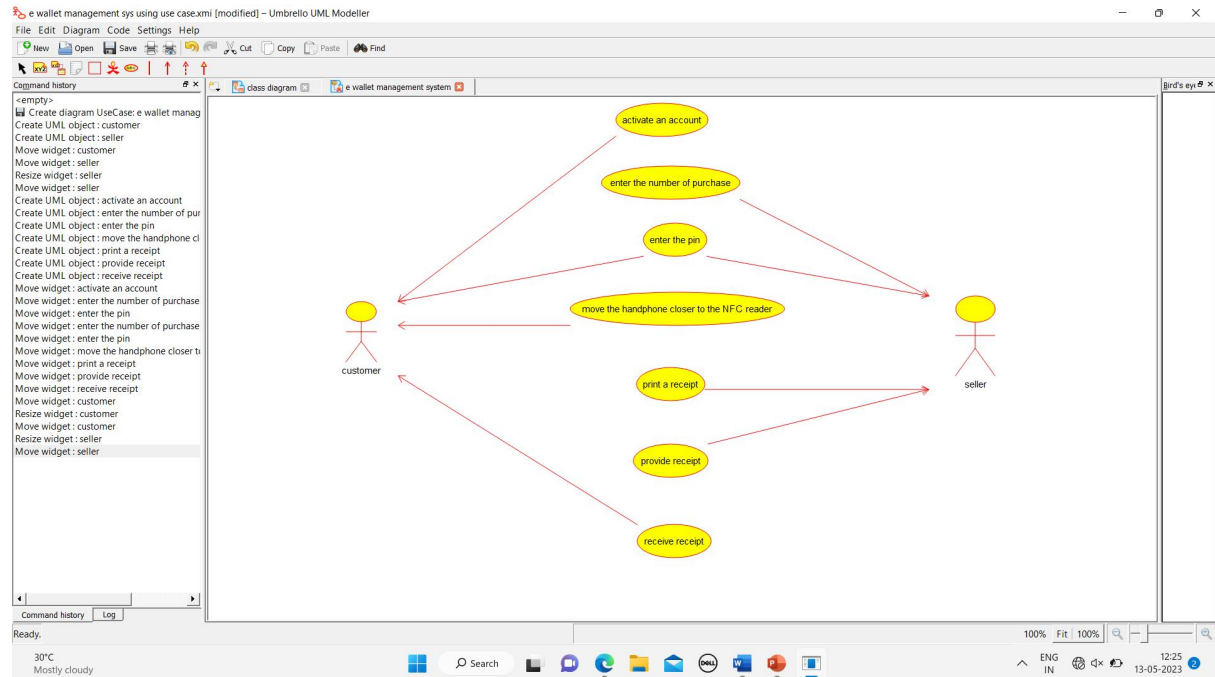 e wallet management sys using use case.xmi [modified] – Umbrello UML Modeller
File Edit Diagram Code Settings Help
New Open Save Cut Copy Paste Find
Command history
class diagram
e wallet management system
Bird's eye
<empty>
Create diagram UseCase: e wallet manag
Create UML object : customer
Create UML object : seller
Move widget : customer
Move widget : seller
Resize widget : seller
Move widget : seller
Create UML object : activate an account
Create UML object : enter the number of pur
Create UML object : enter the pin
Create UML object : move the handphone cl
Create UML object : print a receipt
Create UML object : provide receipt
Create UML object : receive receipt
Move widget : activate an account
Move widget : enter the number of purchase
Move widget : enter the pin
Move widget : enter the number of purchase
Move widget : enter the pin
Move widget : move the handphone closer to
Move widget : print a receipt
Move widget : provide receipt
Move widget : receive receipt
Move widget : customer
Resize widget : customer
Move widget : customer
Resize widget : seller
Move widget : seller
activate an account
enter the number of purchase
enter the pin
move the handphone closer to the NFC reader
customer
print a receipt
seller
provide receipt
receive receipt
Command history Log
Ready.
100% Fit 100%
30°C
Mostly cloudy
Search
DELL
ENG
IN
12:25
13-05-2023
2